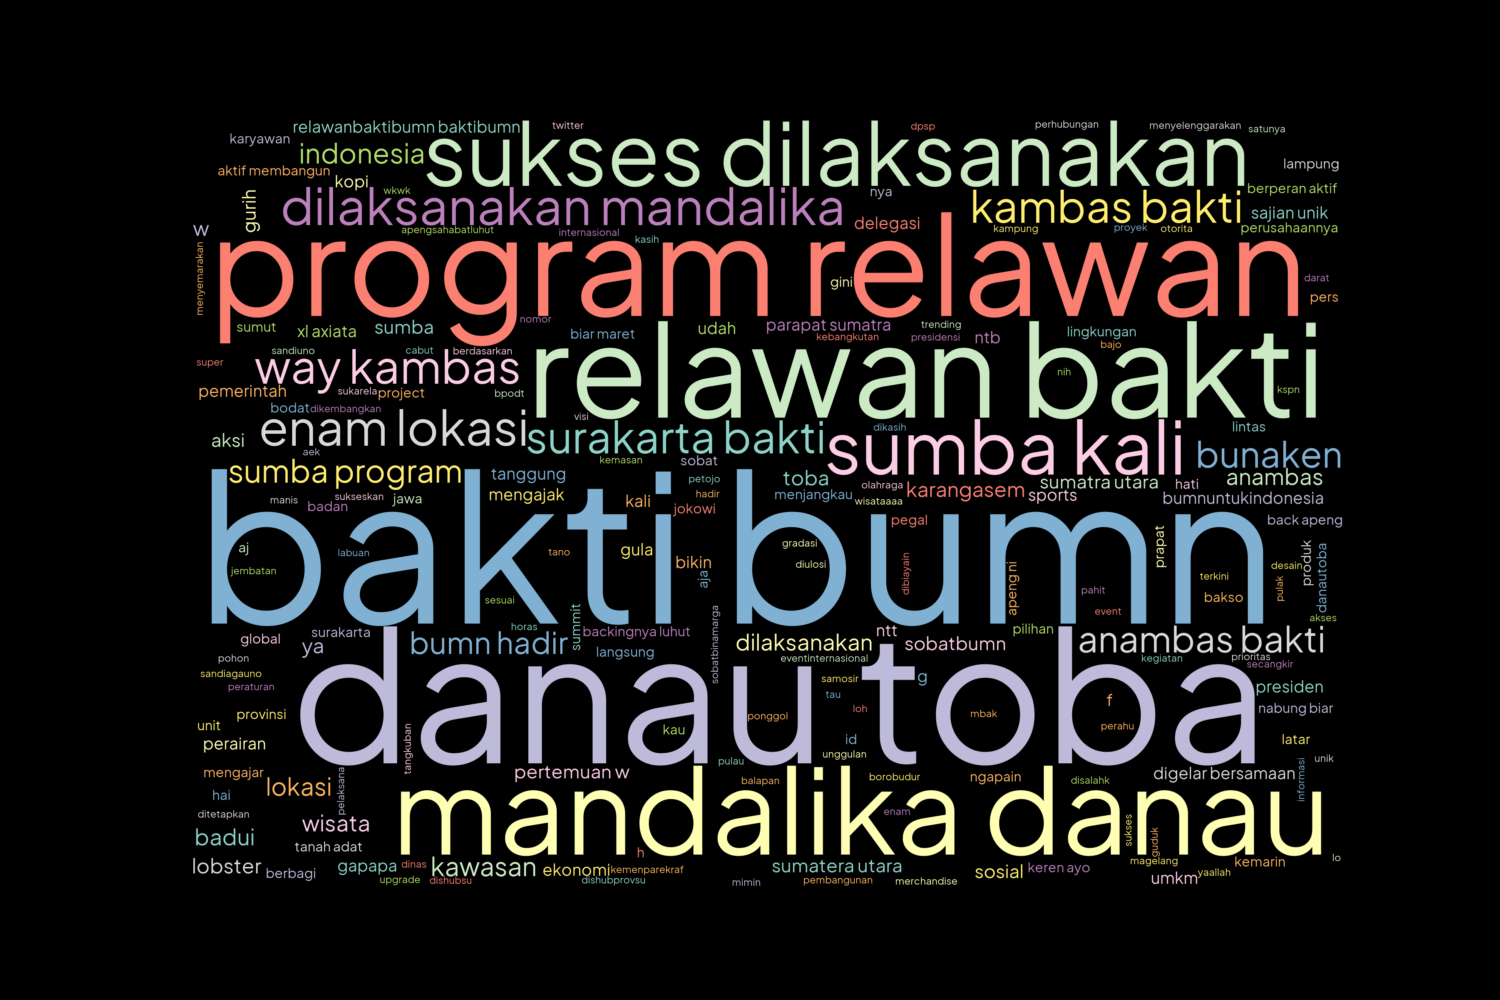 relawanbaktibumn baktibumn
twitter
dpsp
perhubungan
menyelenggarakan
satunya
karyawan
indonesia
sukses dilaksanakan
lampung
aktif membangun
kopi
wkwk
nya
berperan aktif
gurih
dilaksanakan mandalika
kambas bakti
sajian unik
w
apengsahabatluhut
internasional
kasih
delegasi
kampung
proyek
otorita
perusahaannya
menyemarakan
program relawan
gini
darat
pers
nomor
sumut
xl axiata
sumba
biar maret
udah
parapat sumatra
trending
lingkungan
kebangkutan
presidensi
ntb
bajo
super
sandiuno
cabut
berdasarkan
way kambas
relawan bakti
nih
pemerintah
sukarela
project
bpodt
kspn
bodat
dikembangkan
visi
aksi
enam lokasi
surakarta bakti
dikasih
sumba kali
lintas
aek
kemasan
sobat
bunaken
sumba program
tanggung
petojo
toba
sumatra utara
anambas
manis
sukseskan
jawa
mengajak
hadir
menjangkau
olahraga
karangasem
sports
hati
bumnuntukindonesia
badan
kali
jokowi
wisataaaa
pegal
back apeng
bakti bumn
aj
labuan
tano
gula
bikin
gradasi
prapat
produk
danautoba
jembatan
aja
diulosi
dibiayain
apeng ni
pahit
terkini
desain
sesuai
bakso
pulak
event
akses
horas
summit
sobatbinamarga
global
surakarta
ya
bumn hadir
backingnya luhut
langsung
dilaksanakan
ntt
sobatbumn
pilihan
anambas bakti
pohon
eventinternasional
kegiatan
prioritas
secangkir
sandiagauno
peraturan
danau toba
samosir
g
presiden
tau
f
nabung biar
provinsi
unit
ponggol
loh
mbak
perahu
perairan
tangkuban
kau
id
latar
pulau
unggulan
unik
mengajar
lokasi
pelaksana
pertemuan w
balapan
borobudur
ngapain
disalahk
digelar bersamaan
informasi
hai
mandalika danau
ditetapkan
enam
badui
wisata
sukses
guduk
tanah adat
h
lobster
berbagi
gapapa
dinas
kawasan
ekonomi
kemenparekraf
sumatera utara
sosial
keren ayo
magelang
kemarin
lo
upgrade
dishubsu
dishubprovsu
mimin
pembangunan
merchandise
umkm
yaallah